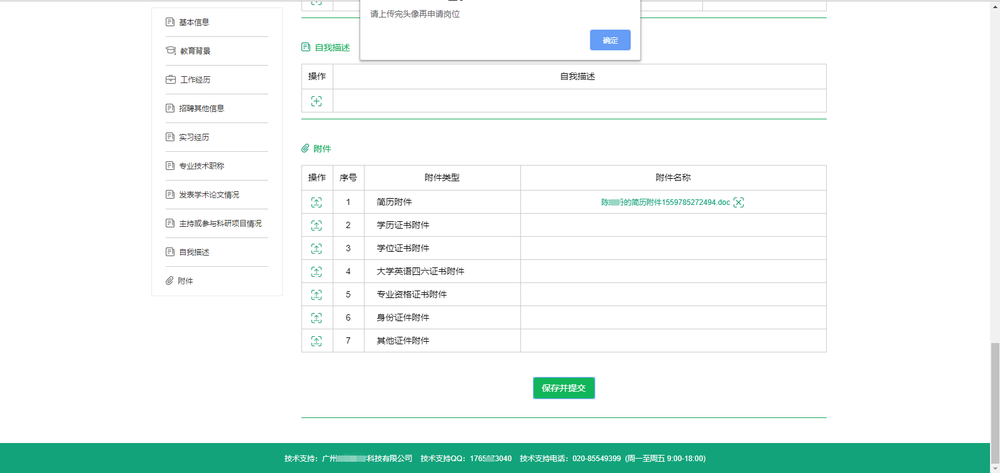 请上传完头像再申请岗位
确定
基本信息
教育背景
工作经历
招聘其他信息
实习经历
专业技术职称
发表学术论文情况
主持或参与科研项目情况
自我描述
附件
自我描述
操作 自我描述
附件
操作 序号 附件类型 附件名称
1 简历附件 陈 的简历附件1559785272494.doc
2 学历证书附件
3 学位证书附件
4 大学英语四六证书附件
5 专业资格证书附件
6 身份证件附件
7 其他证件附件
保存并提交
技术支持：广州 科技有限公司 技术支持QQ：1765 3040 技术支持电话：020-85549399 (周一至周五 9:00-18:00)